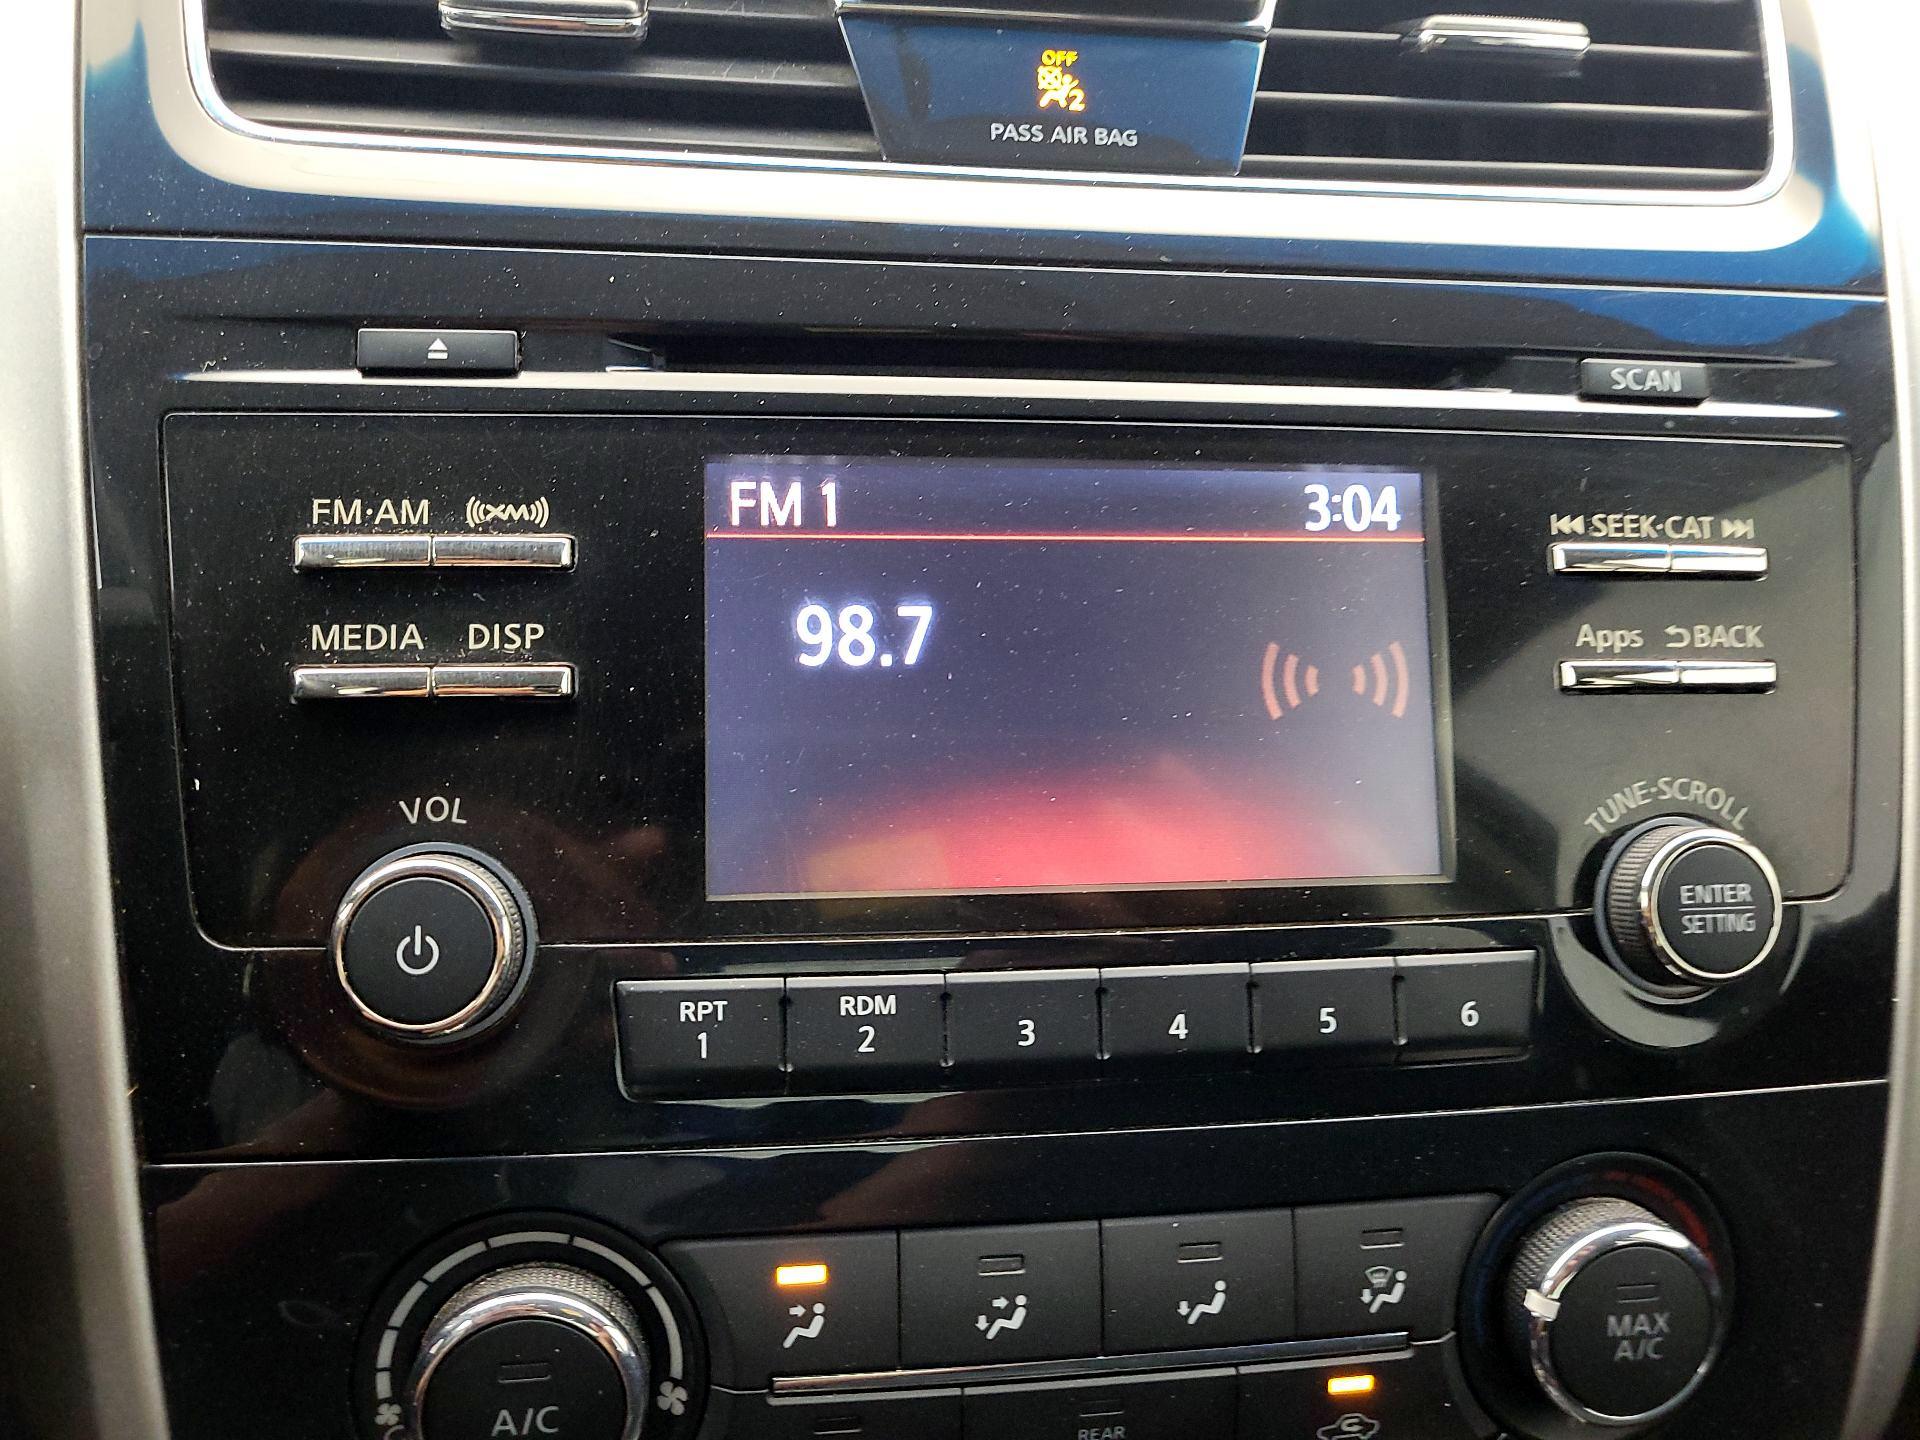 OFF
2
PASS AIR BAG
SCAN
FM·AM XM
FM 1 3:04
SEEK·CAT
98.7
MEDIA DISP
Apps BACK
VOL
TUNE·SCROLL
ENTER
SETTING
RPT
1
RDM
2
3
4
5
6
MAX
A/C
A/C
REAR